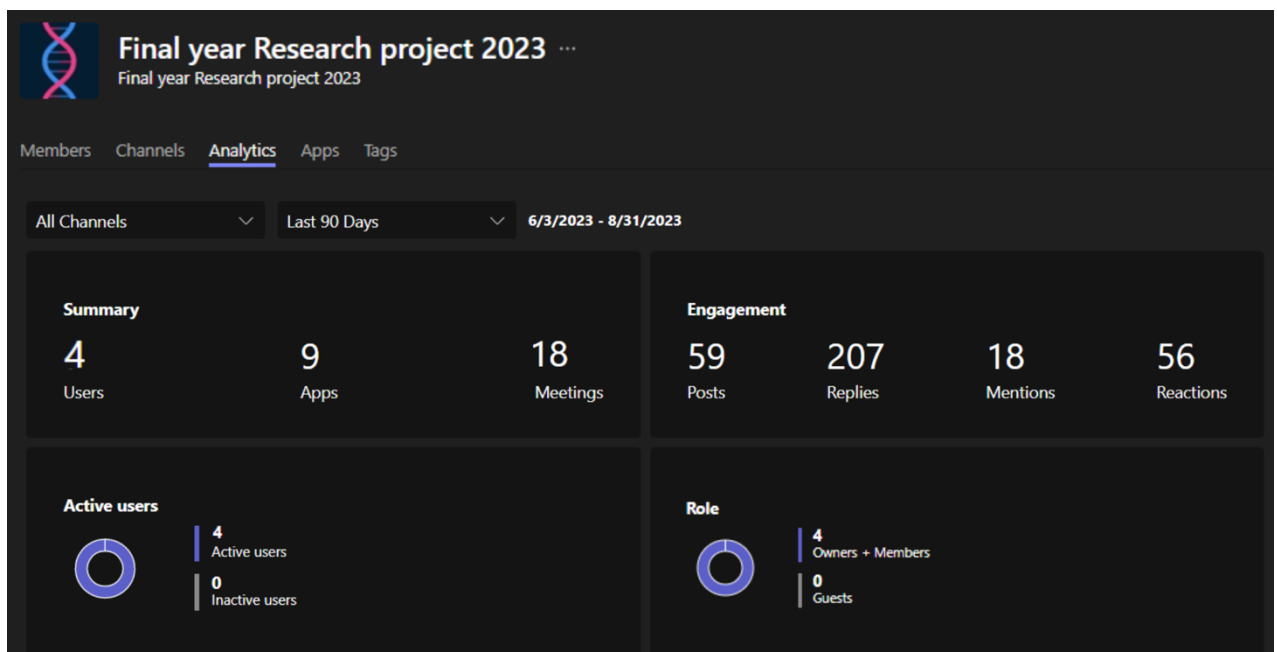 Final year Research project 2023 ...
Final year Research project 2023
Members Channels Analytics Apps Tags
All Channels Last 90 Days 6/3/2023 - 8/31/2023
Summary
4 9 18
Users Apps Meetings
Engagement
59 207 18 56
Posts Replies Mentions Reactions
Active users
4
Active users
0
Inactive users
Role
4
Owners + Members
0
Guests